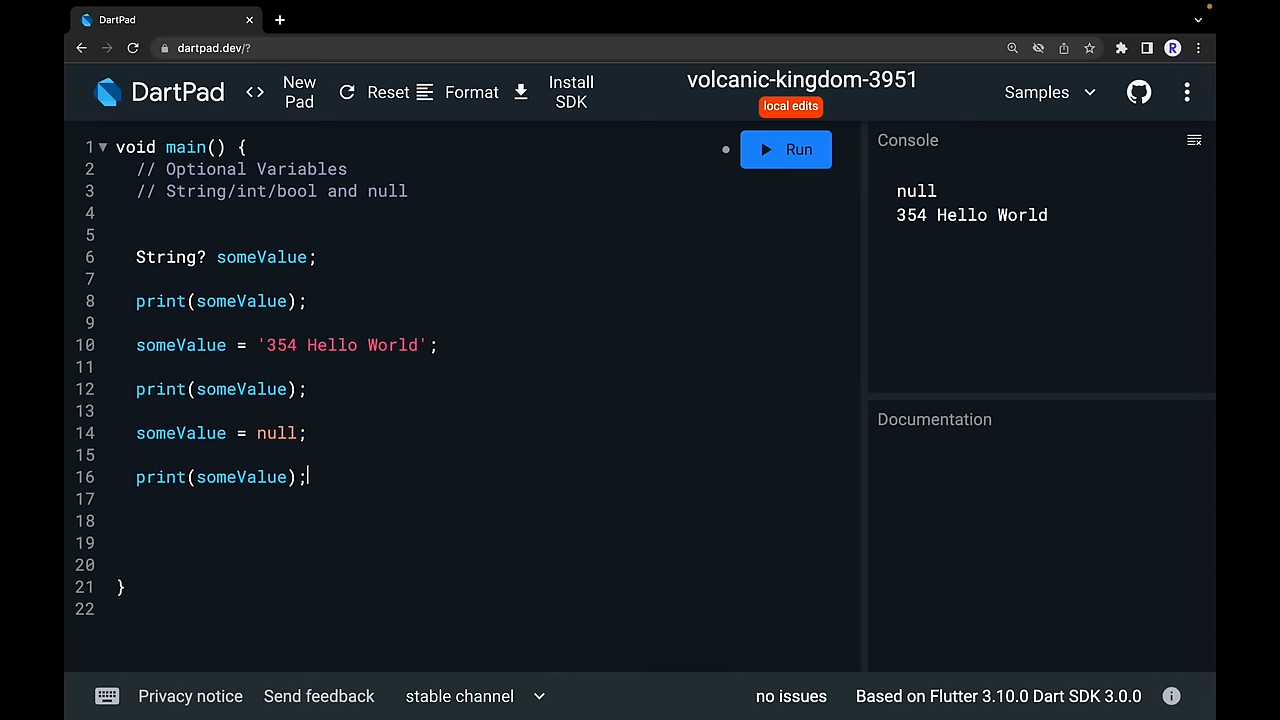 DartPad
dartpad.dev/?
R
DartPad
New Pad
Reset
Format
Install SDK
volcanic-kingdom-3951
local edits
Samples
1 void main() {
2 // Optional Variables
3 // String/int/bool and null
4
5
6 String? someValue;
7
8 print(someValue);
9
10 someValue = '354 Hello World';
11
12 print(someValue);
13
14 someValue = null;
15
16 print(someValue);
17
18
19
20
21 }
22
Run
Console
null
354 Hello World
Documentation
Privacy notice
Send feedback
stable channel
no issues
Based on Flutter 3.10.0 Dart SDK 3.0.0